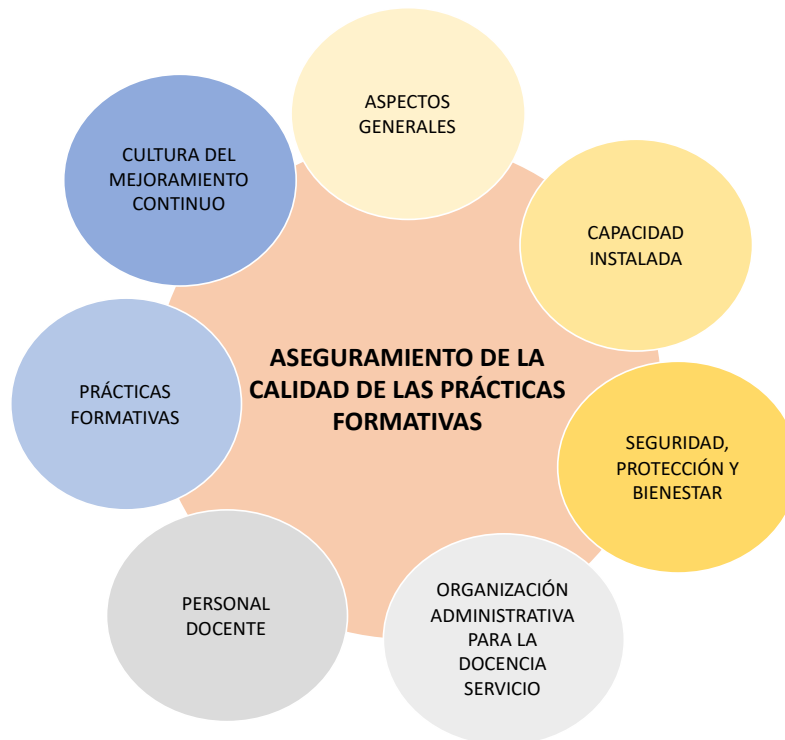 ASPECTOS
GENERALES
CULTURA DEL
MEJORAMIENTO
CONTINUO
CAPACIDAD
INSTALADA
ASEGURAMIENTO DE LA
CALIDAD DE LAS PRÁCTICAS
FORMATIVAS
PRÁCTICAS
FORMATIVAS
SEGURIDAD,
PROTECCIÓN Y
BIENESTAR
PERSONAL
DOCENTE
ORGANIZACIÓN
ADMINISTRATIVA
PARA LA
DOCENCIA
SERVICIO